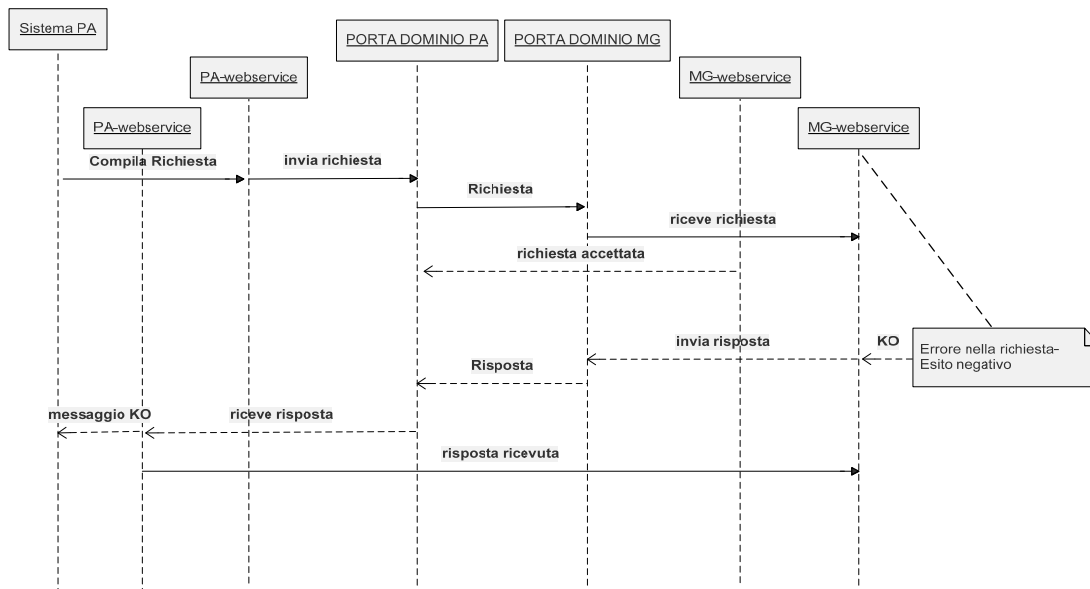 Sistema PA
PORTA DOMINIO PA
PORTA DOMINIO MG
PA-webservice
MG-webservice
PA-webservice
MG-webservice
Compila Richiesta
invia richiesta
Richiesta
riceve richiesta
richiesta accettata
invia risposta
KO
Errore nella richiesta-
Esito negativo
Risposta
messaggio KO
riceve risposta
risposta ricevuta